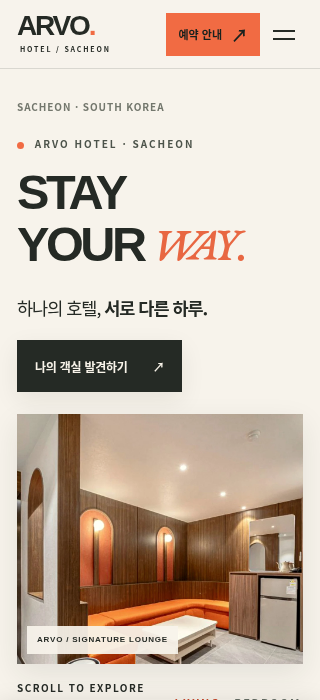 ARVO.
HOTEL / SACHEON
예약 안내 ↗
SACHEON · SOUTH KOREA
ARVO HOTEL · SACHEON
STAY
YOUR WAY.
하나의 호텔, 서로 다른 하루.
나의 객실 발견하기 ↗
ARVO / SIGNATURE LOUNGE
SCROLL TO EXPLORE